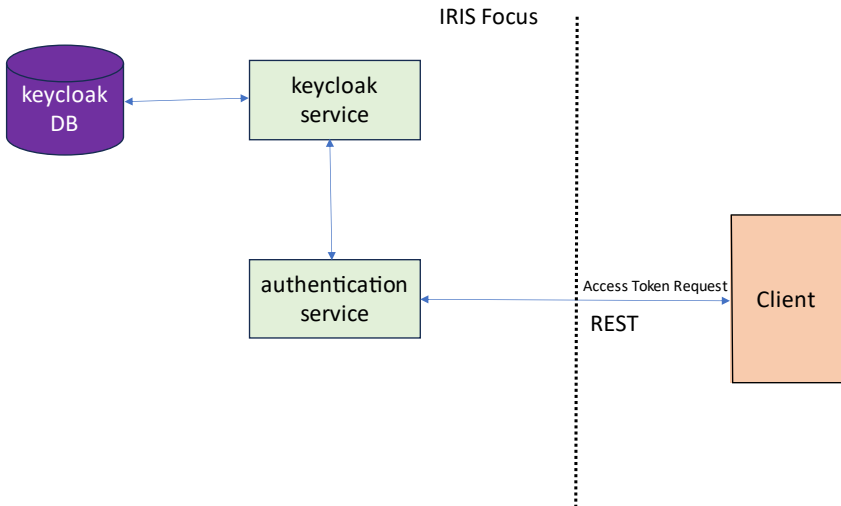 IRIS Focus
keycloak
DB
keycloak
service
authentication
service
Access Token Request
REST
Client